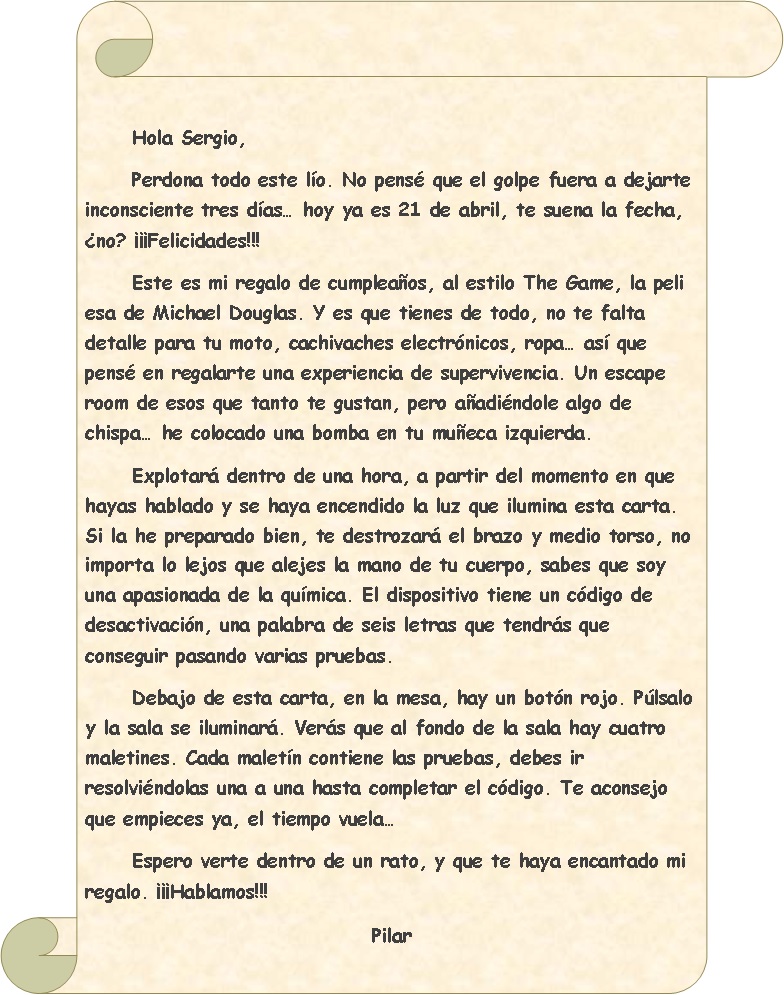 Hola Sergio,
Perdona todo este lío. No pensé que el golpe fuera a dejarte
inconsciente tres días… hoy ya es 21 de abril, te suena la fecha,
¿no? ¡¡¡Felicidades!!!
Este es mi regalo de cumpleaños, al estilo The Game, la peli
esa de Michael Douglas. Y es que tienes de todo, no te falta
detalle para tu moto, cachivaches electrónicos, ropa… así que
pensé en regalarte una experiencia de supervivencia. Un escape
room de esos que tanto te gustan, pero añadiéndole algo de
chispa… he colocado una bomba en tu muñeca izquierda.
Explotará dentro de una hora, a partir del momento en que
hayas hablado y se haya encendido la luz que ilumina esta carta.
Si la he preparado bien, te destrozará el brazo y medio torso, no
importa lo lejos que alejes la mano de tu cuerpo, sabes que soy
una apasionada de la química. El dispositivo tiene un código de
desactivación, una palabra de seis letras que tendrás que
conseguir pasando varias pruebas.
Debajo de esta carta, en la mesa, hay un botón rojo. Púlsalo
y la sala se iluminará. Verás que al fondo de la sala hay cuatro
maletines. Cada maletín contiene las pruebas, debes ir
resolviéndolas una a una hasta completar el código. Te aconsejo
que empieces ya, el tiempo vuela…
Espero verte dentro de un rato, y que te haya encantado mi
regalo. ¡¡¡Hablamos!!!
Pilar